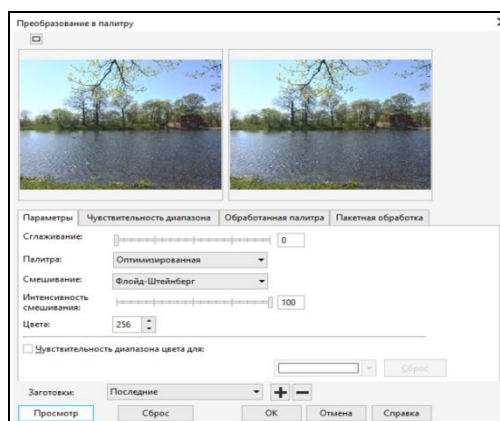 Преобразование в палитру
Параметры Чувствительность диапазона Обработанная палитра Пакетная обработка
Сглаживание: 0
Палитра: Оптимизированная
Смешивание: Флойд-Штейнберг
Интенсивность
смешивания: 100
Цвета: 256
Чувствительность диапазона цвета для:
Сброс
Заготовки: Последние
Просмотр Сброс ОК Отмена Справка